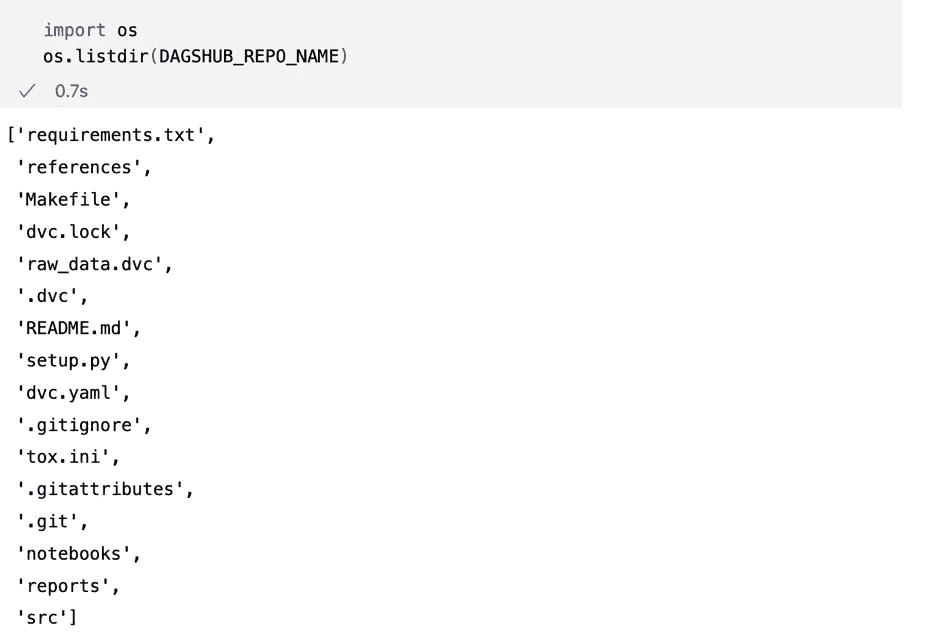 import os
os.listdir(DAGSHUB_REPO_NAME)
✓ 0.7s
['requirements.txt',
'references',
'Makefile',
'dvc.lock',
'raw_data.dvc',
'.dvc',
'README.md',
'setup.py',
'dvc.yaml',
'.gitignore',
'tox.ini',
'.gitattributes',
'.git',
'notebooks',
'reports',
'src']